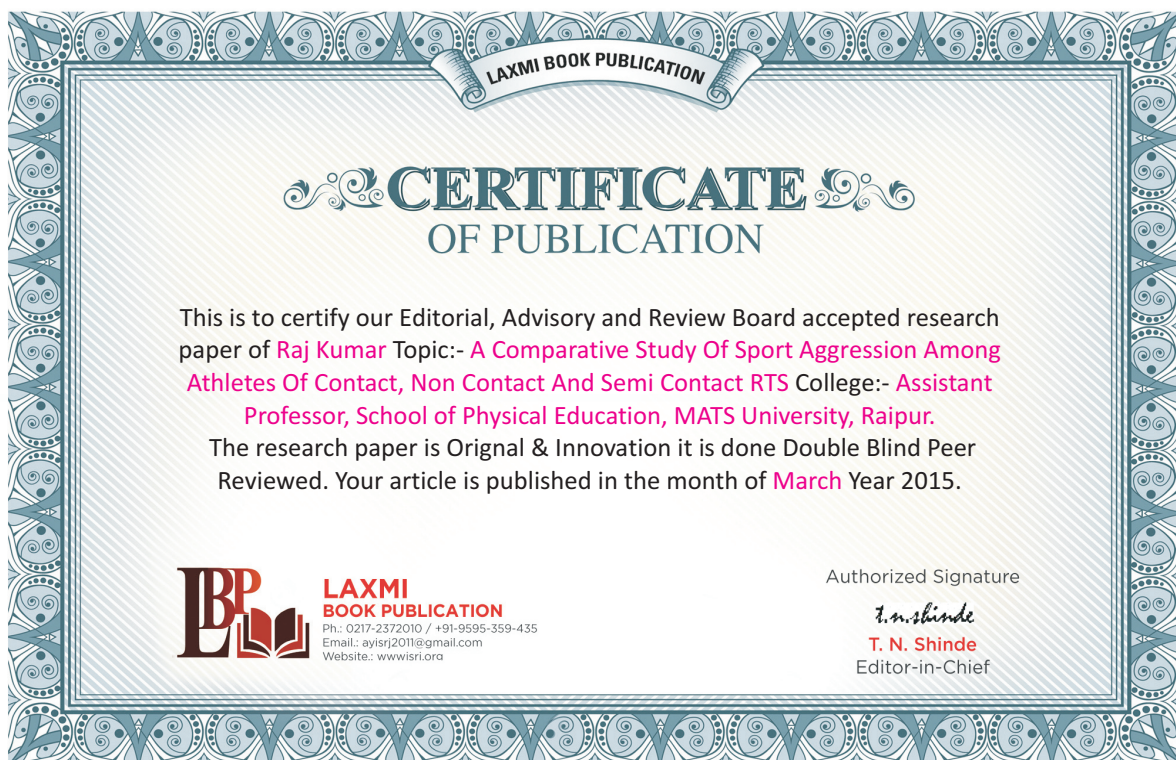 LAXMI BOOK PUBLICATION
CERTIFICATE
OF PUBLICATION
This is to certify our Editorial, Advisory and Review Board accepted research
paper of Raj Kumar Topic:- A Comparative Study Of Sport Aggression Among
Athletes Of Contact, Non Contact And Semi Contact RTS College:- Assistant
Professor, School of Physical Education, MATS University, Raipur.
The research paper is Orignal & Innovation it is done Double Blind Peer
Reviewed. Your article is published in the month of March Year 2015.
LBP
LAXMI
BOOK PUBLICATION
Ph.: 0217-2372010 / +91-9595-359-435
Email.: ayisrj2011@gmail.com
Website.: wwwisri.org
Authorized Signature
t.n.shinde
T. N. Shinde
Editor-in-Chief